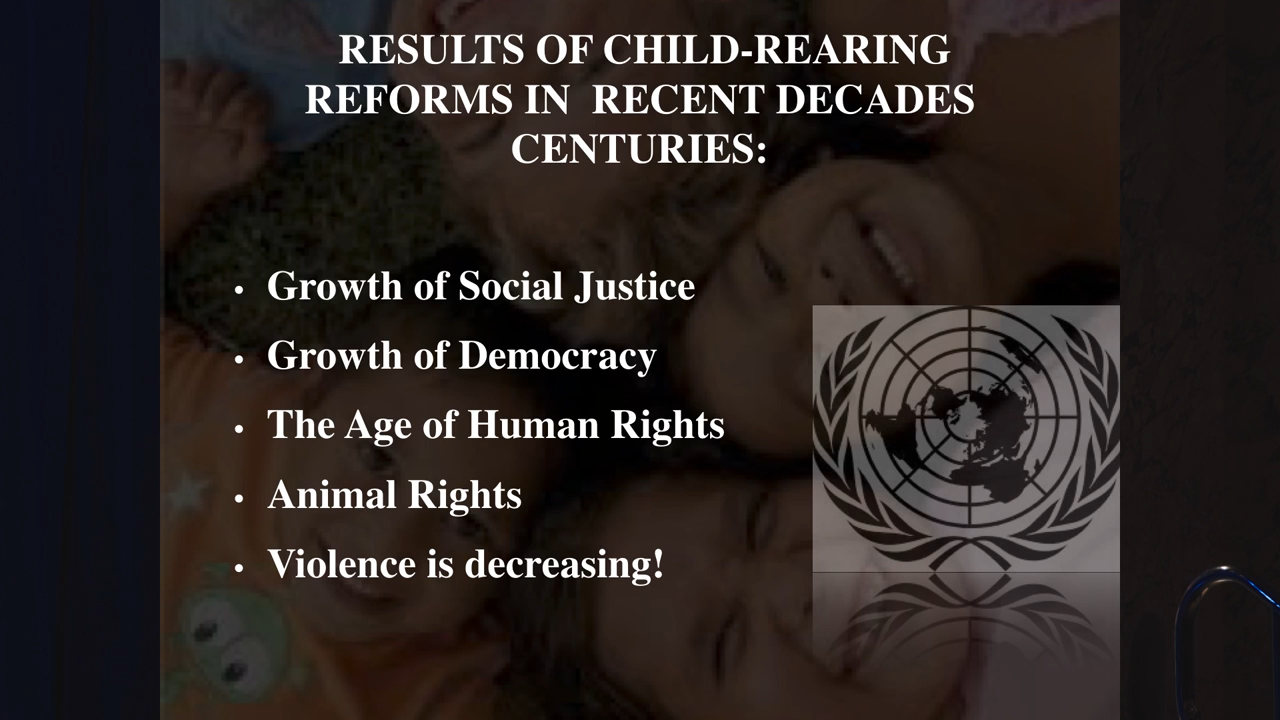 RESULTS OF CHILD-REARING
REFORMS IN  RECENT DECADES
CENTURIES:
• Growth of Social Justice
• Growth of Democracy
• The Age of Human Rights
• Animal Rights
• Violence is decreasing!